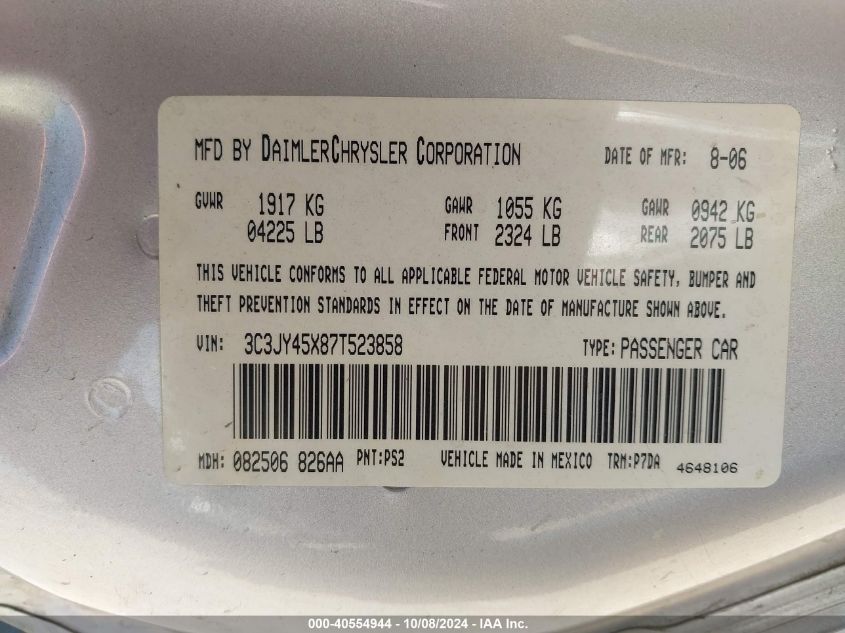 MFD BY DAIMLERCHRYSLER CORPORATION DATE OF MFR: 8-06
GVWR 1917 KG GAWR 1055 KG GAWR 0942 KG
04225 LB FRONT 2324 LB REAR 2075 LB
THIS VEHICLE CONFORMS TO ALL APPLICABLE FEDERAL MOTOR VEHICLE SAFETY, BUMPER AND
THEFT PREVENTION STANDARDS IN EFFECT ON THE DATE OF MANUFACTURE SHOWN ABOVE.
VIN: 3C3JY45X87T523858 TYPE: PASSENGER CAR
MDH: 082506 826AA PNT:PS2 VEHICLE MADE IN MEXICO TRM:P7DA 4648106
000-40554944 - 10/08/2024 - IAA Inc.